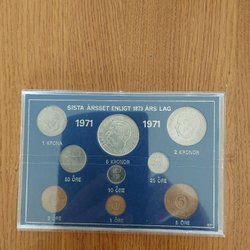 SISTA ÅRSSET ENLIGT 1873 ÅRS LAG
1971 1971
1 KRONA 2 KRONOR
5 KRONOR
50 ÖRE 25 ÖRE
10 ÖRE
2 ÖRE 1 ÖRE 5 ÖRE